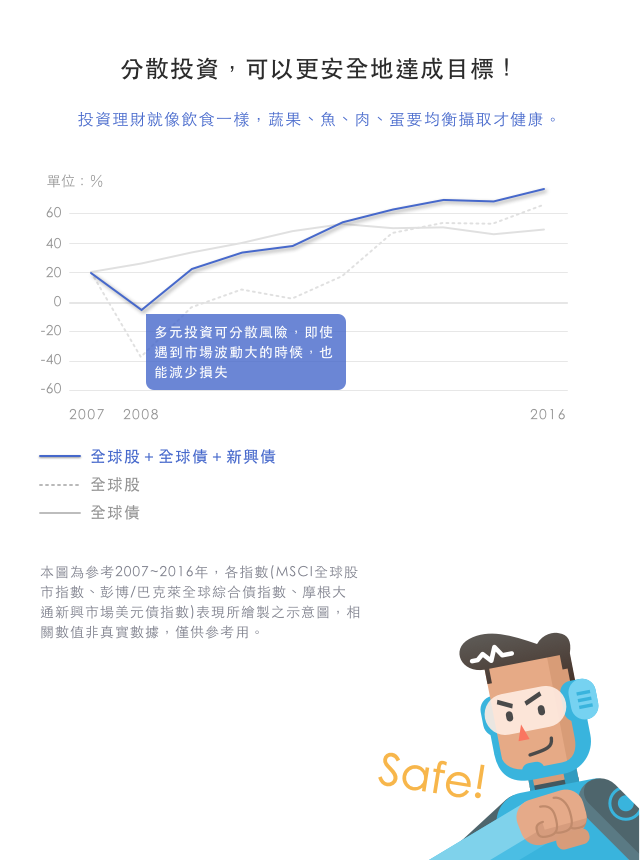 分散投資，可以更安全地達成目標！
投資理財就像飲食一樣，蔬果、魚、肉、蛋要均衡攝取才健康。
單位：%
60
40
20
0
-20
-40
-60
多元投資可分散風險，即使
遇到市場波動大的時候，也
能減少損失
2007 2008 2016
全球股＋全球債＋新興債
全球股
全球債
本圖為參考2007~2016年，各指數(MSCI全球股
市指數、彭博/巴克萊全球綜合債指數、摩根大
通新興市場美元債指數)表現所繪製之示意圖，相
關數值非真實數據，僅供參考用。
Safe!